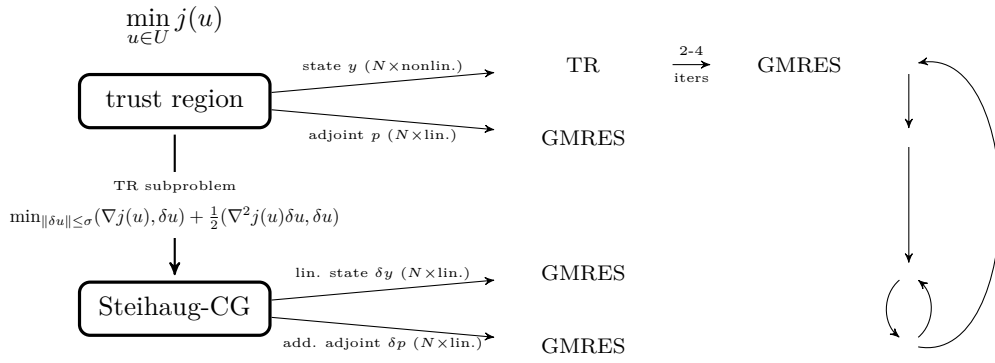 min j(u)
u∈U
state y (N×nonlin.)
TR
2-4
iters
GMRES
trust region
adjoint p (N×lin.)
GMRES
TR subproblem
min‖δu‖≤σ(∇j(u), δu) + ½(∇²j(u)δu, δu)
lin. state δy (N×lin.)
GMRES
Steihaug-CG
add. adjoint δp (N×lin.)
GMRES